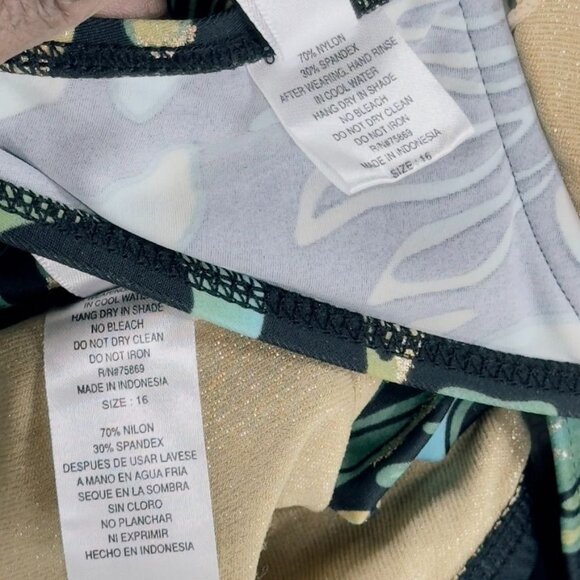 70% NYLON
30% SPANDEX
AFTER WEARING, HAND RINSE
IN COOL WATER
HANG DRY IN SHADE
NO BLEACH
DO NOT DRY CLEAN
DO NOT IRON
R/N#75869
MADE IN INDONESIA
SIZE : 16
IN COOL WATER
HANG DRY IN SHADE
NO BLEACH
DO NOT DRY CLEAN
DO NOT IRON
R/N#75869
MADE IN INDONESIA
SIZE : 16
70% NILON
30% SPANDEX
DESPUES DE USAR LAVESE
A MANO EN AGUA FRIA
SEQUE EN LA SOMBRA
SIN CLORO
NO PLANCHAR
NI EXPRIMIR
HECHO EN INDONESIA